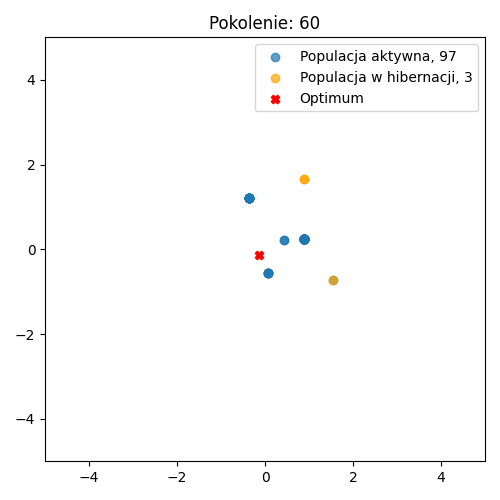 Pokolenie: 60
Populacja aktywna, 97
Populacja w hibernacji, 3
Optimum
4
2
0
−2
−4
−4
−2
0
2
4